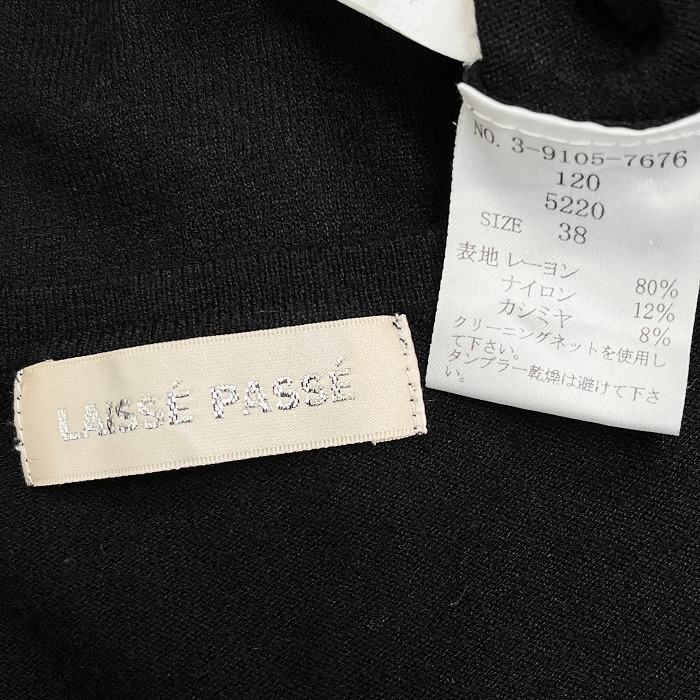 NO. 3-9105-7676
120
5220
SIZE 38
表地 レーヨン 80%
ナイロン 12%
カシミヤ 8%
クリーニングネットを使用し
て下さい。
タンブラー乾燥は避けて下さ
い。
LAISSÉ PASSÉ